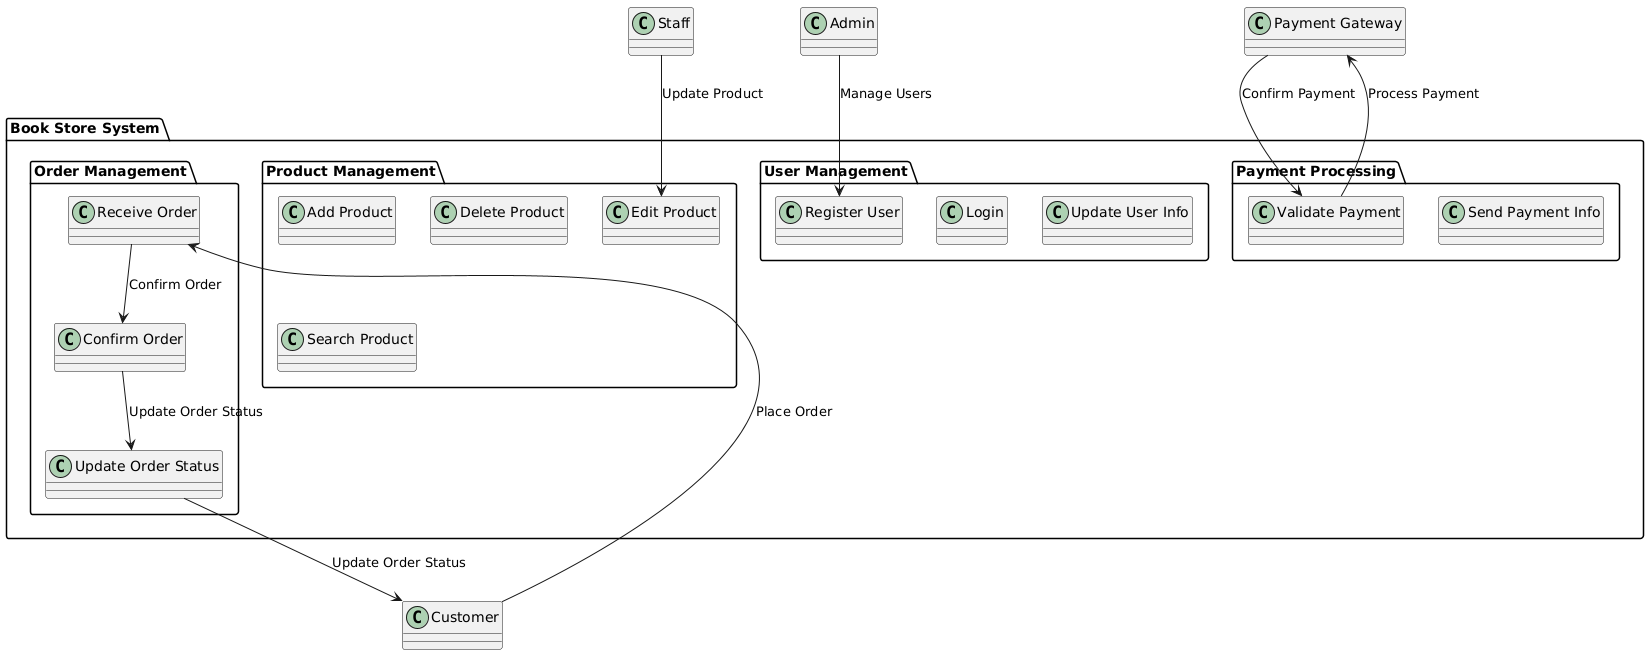 C Staff
C Admin
C Payment Gateway
Update Product
Manage Users
Confirm Payment
Process Payment
Book Store System
Order Management
Product Management
User Management
Payment Processing
C Receive Order
C Add Product
C Delete Product
C Edit Product
C Register User
C Login
C Update User Info
C Validate Payment
C Send Payment Info
Confirm Order
C Confirm Order
C Search Product
Update Order Status
Place Order
C Update Order Status
Update Order Status
C Customer